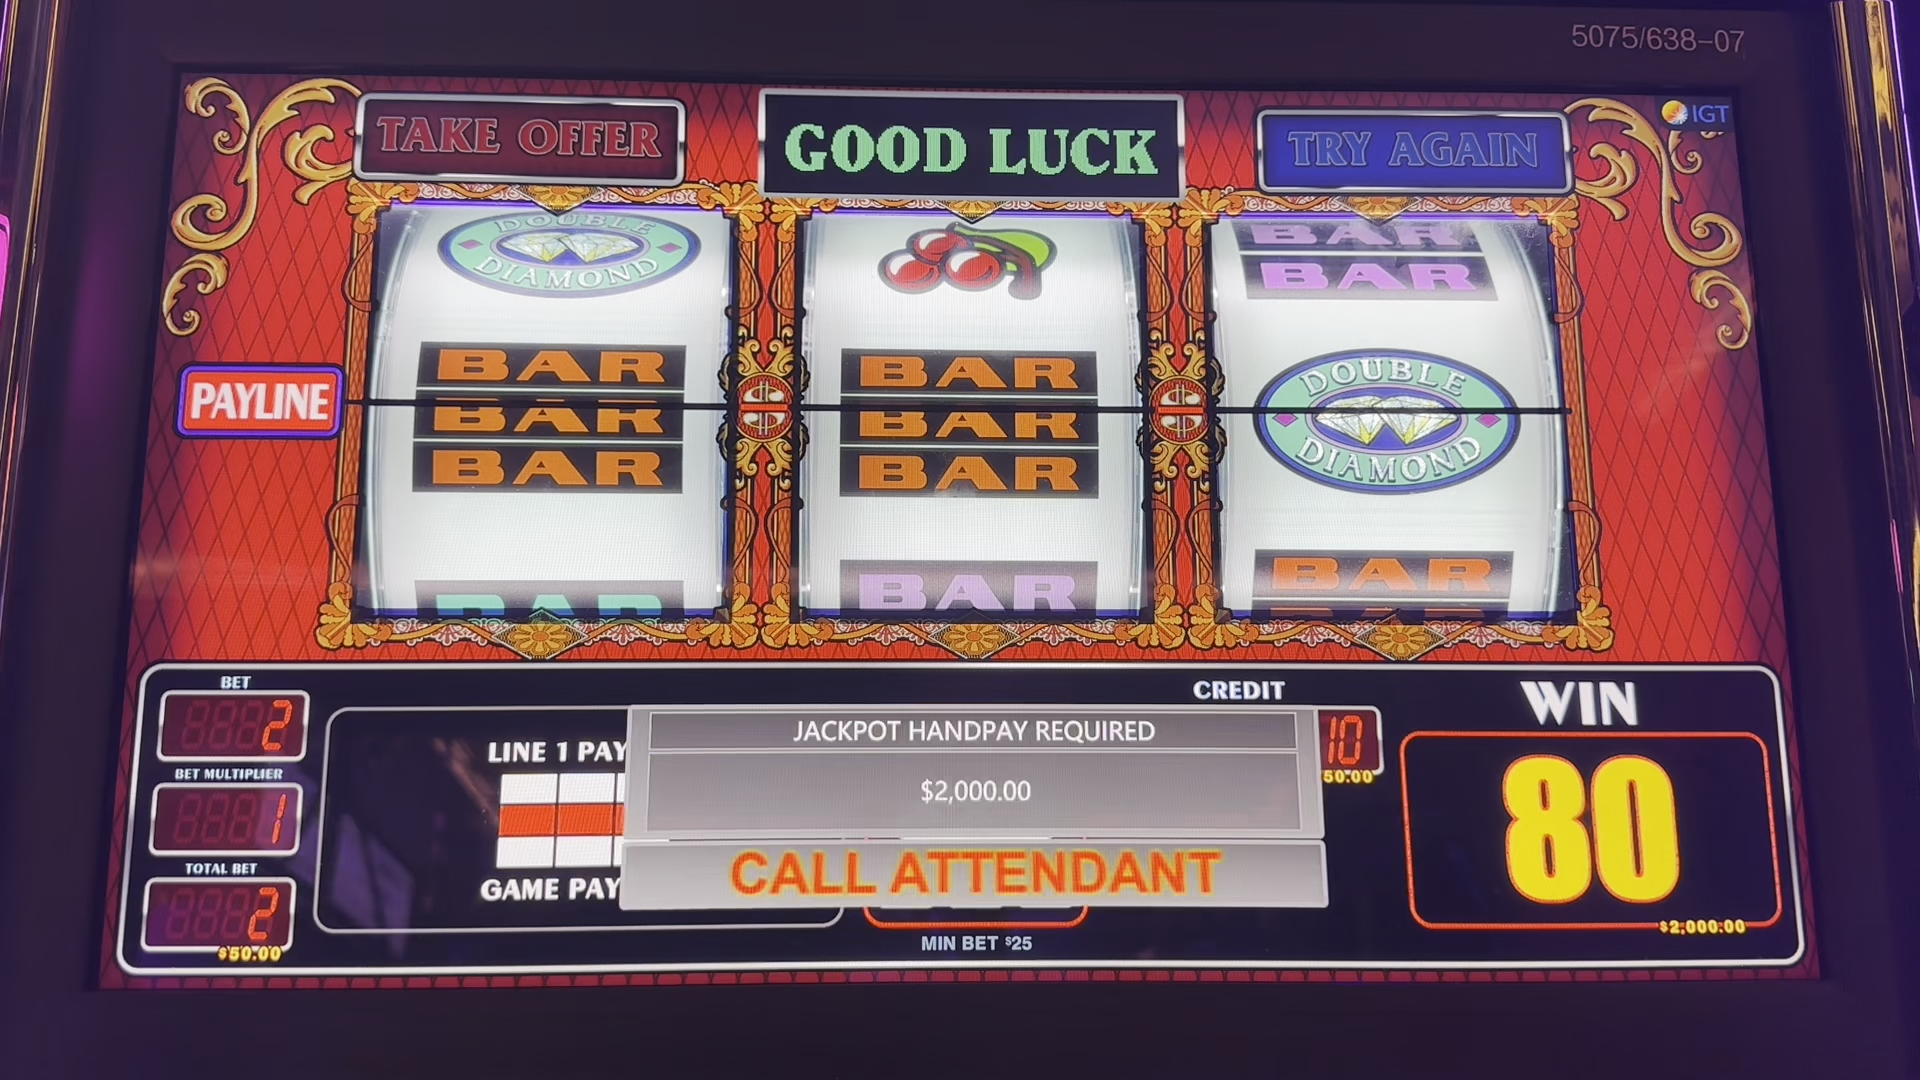 5075/638-07
IGT
TAKE OFFER
GOOD LUCK
TRY AGAIN
DOUBLE
DIAMOND
BAR
BAR
BAR
BAR
BAR
BAR
BAR
BAR
BAR
BAR
DOUBLE
DIAMOND
BAR
BAR
BAR
PAYLINE
BET
2
BET MULTIPLIER
1
TOTAL BET
2
$50.00
LINE 1 PAY
GAME PAY
JACKPOT HANDPAY REQUIRED
$2,000.00
CALL ATTENDANT
MIN BET $25
CREDIT
10
50.00
WIN
80
$2,000.00